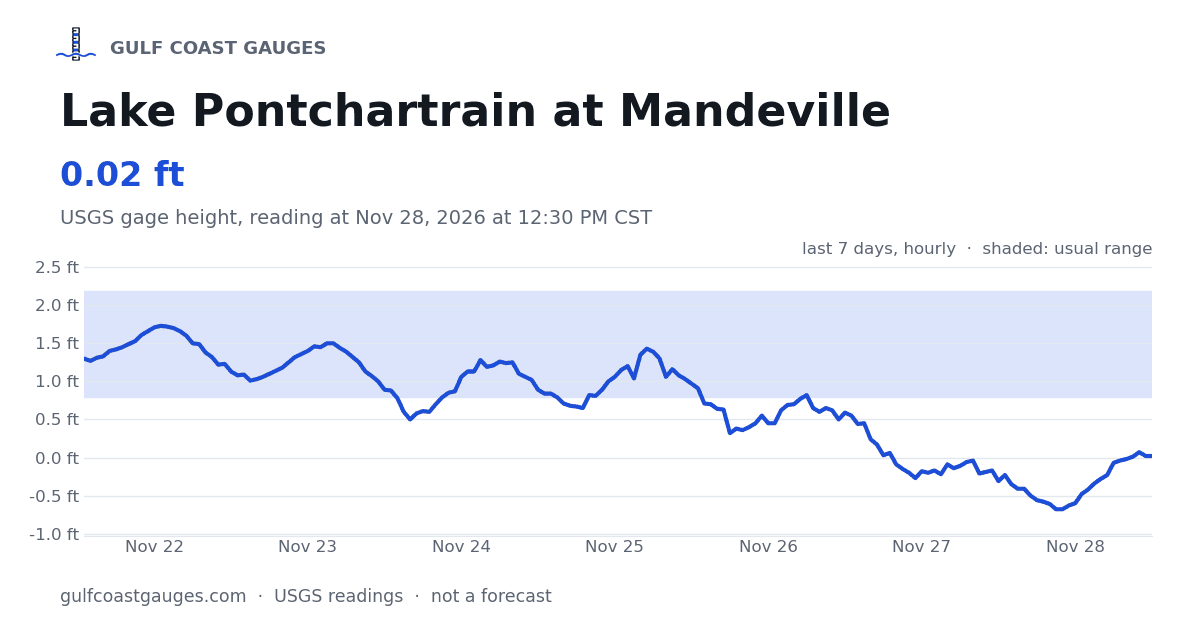 GULF COAST GAUGES
Lake Pontchartrain at Mandeville
0.02 ft
USGS gage height, reading at Nov 28, 2026 at 12:30 PM CST
last 7 days, hourly · shaded: usual range
2.5 ft
2.0 ft
1.5 ft
1.0 ft
0.5 ft
0.0 ft
-0.5 ft
-1.0 ft
Nov 22 Nov 23 Nov 24 Nov 25 Nov 26 Nov 27 Nov 28
gulfcoastgauges.com · USGS readings · not a forecast